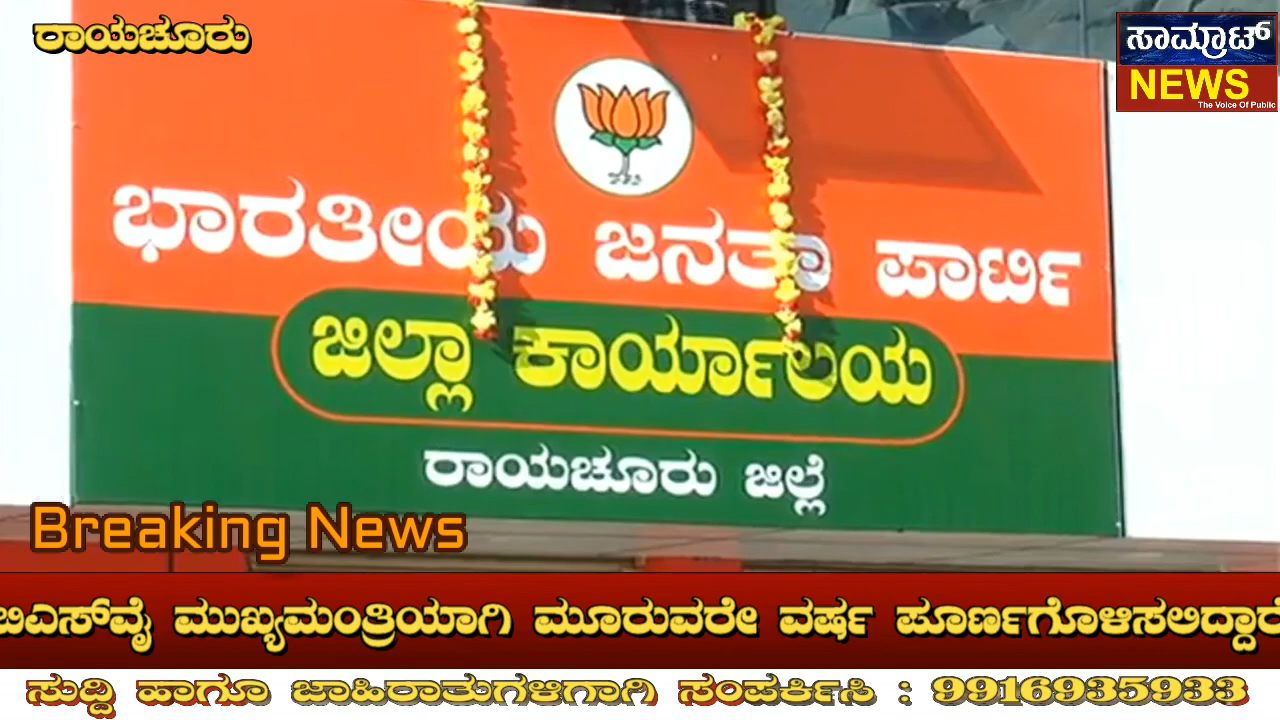 ರಾಯಚೂರು
ಸಾಮ್ರಾಟ್
NEWS
The Voice Of Public
ಭಾರತೀಯ ಜನತಾ ಪಾರ್ಟಿ
ಜಿಲ್ಲಾ ಕಾರ್ಯಾಲಯ
ರಾಯಚೂರು ಜಿಲ್ಲೆ
Breaking News
ಬಿಎಸ್‌ವೈ ಮುಖ್ಯಮಂತ್ರಿಯಾಗಿ ಮೂರುವರೇ ವರ್ಷ ಪೂರ್ಣಗೊಳಿಸಲಿದ್ದಾರೆ
ಸುದ್ದಿ ಹಾಗೂ ಜಾಹಿರಾತುಗಳಿಗಾಗಿ ಸಂಪರ್ಕಿಸಿ : 9916935933